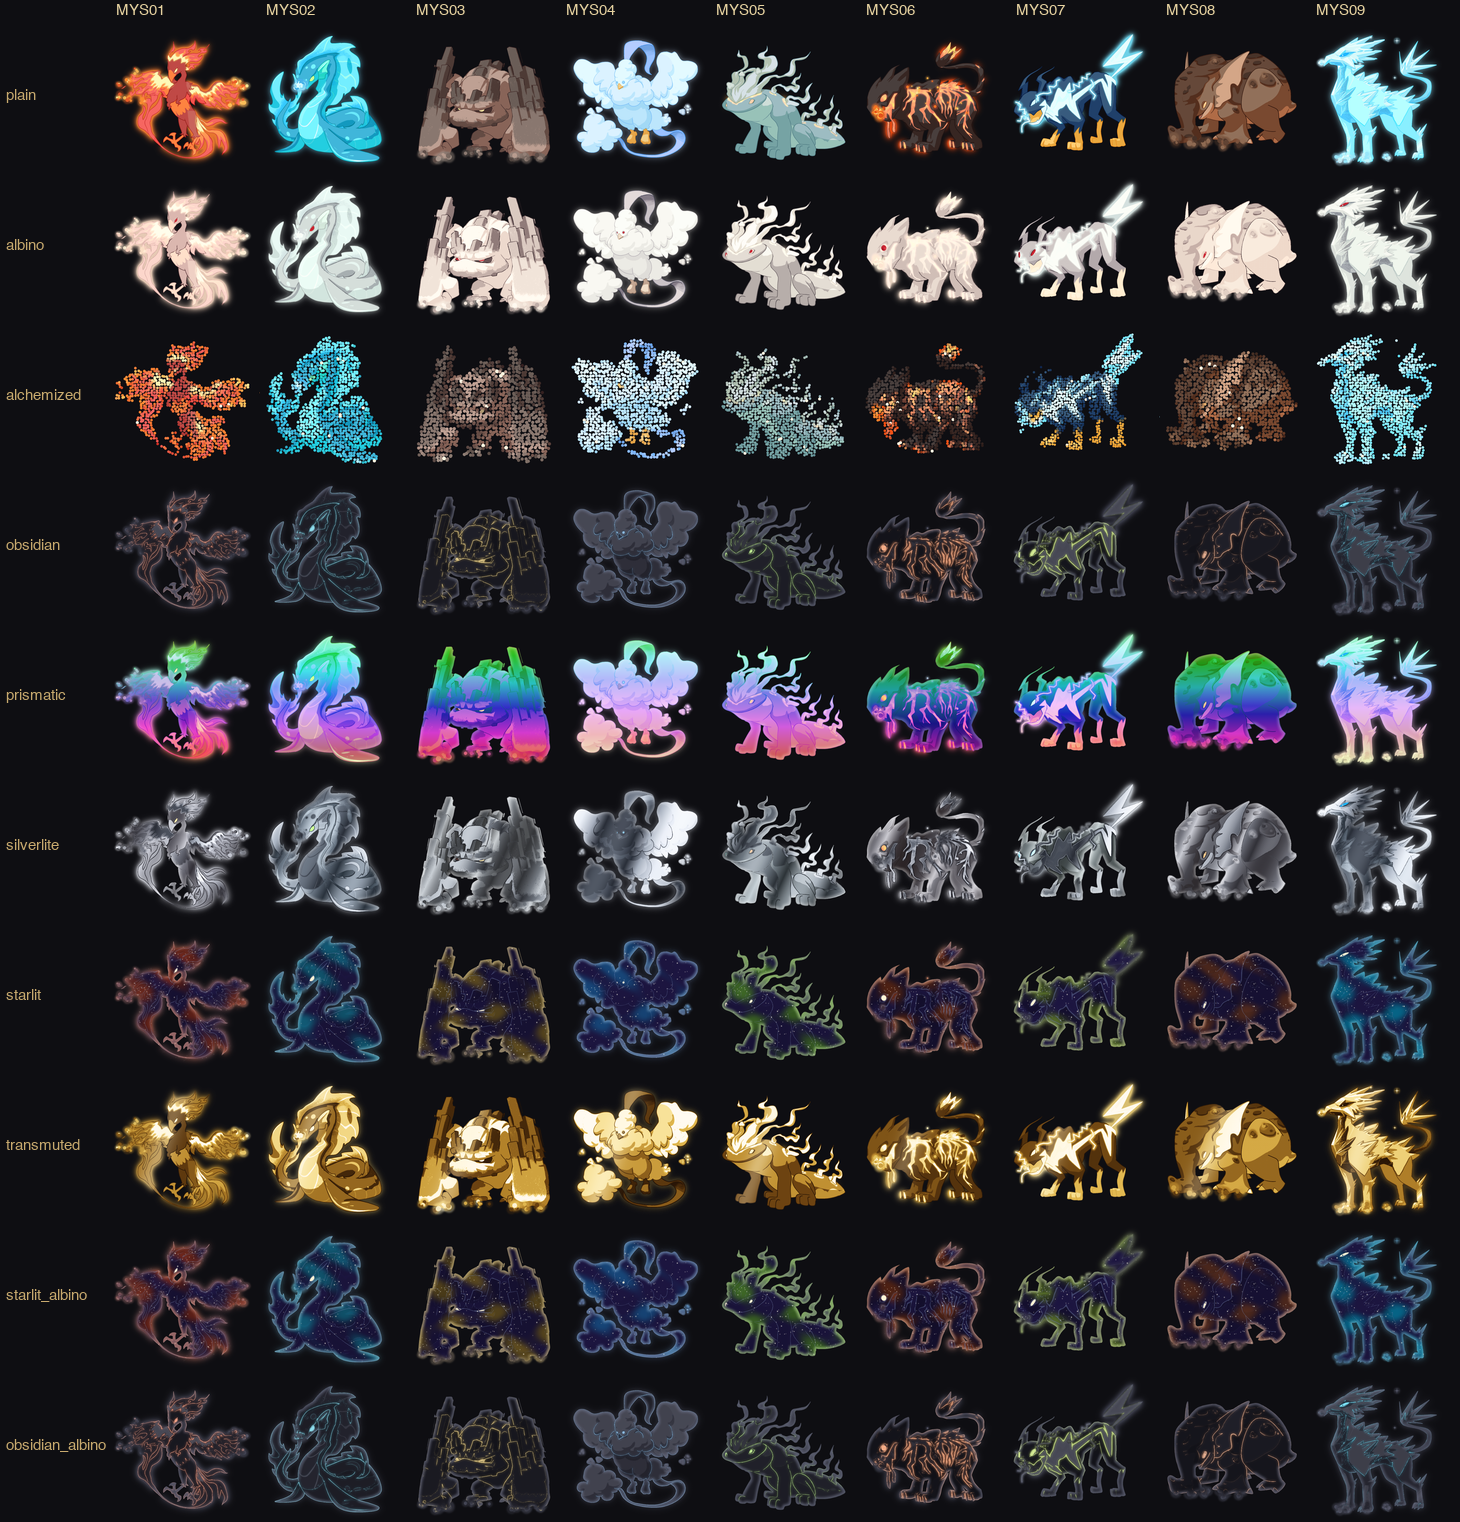 MYS01 MYS02 MYS03 MYS04 MYS05 MYS06 MYS07 MYS08 MYS09
plain
albino
alchemized
obsidian
prismatic
silverlite
starlit
transmuted
starlit_albino
obsidian_albino